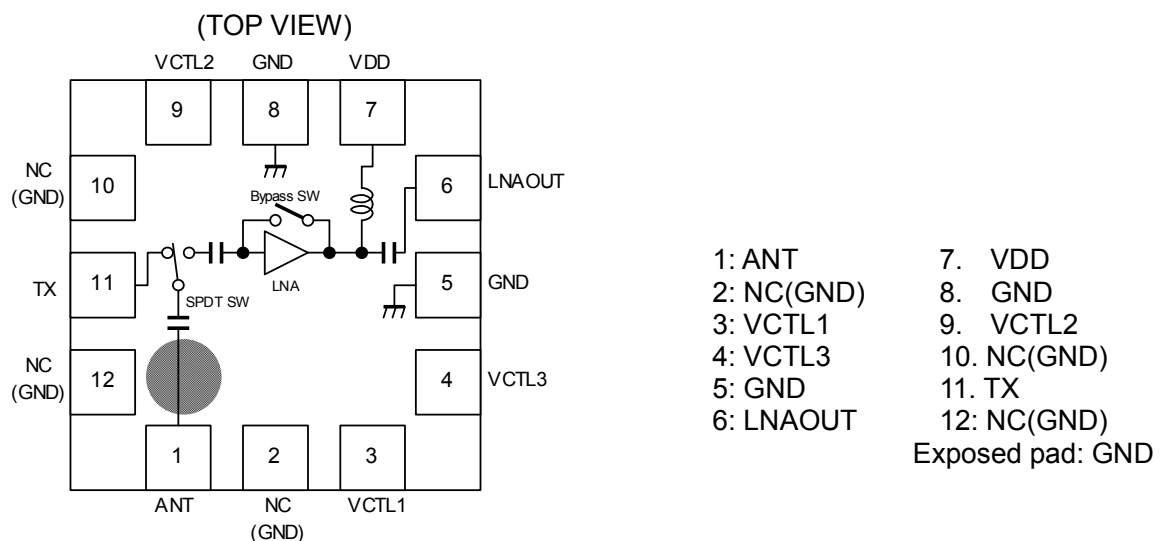 (TOP VIEW)
VCTL2 GND VDD
9 8 7
NC
(GND)
10
Bypass SW
6
LNAOUT
TX
11
LNA
SPDT SW
5
GND
NC
(GND)
12
4
VCTL3
1 2 3
ANT NC
(GND)
VCTL1
1: ANT
2: NC(GND)
3: VCTL1
4: VCTL3
5: GND
6: LNAOUT
7. VDD
8. GND
9. VCTL2
10. NC(GND)
11. TX
12: NC(GND)
Exposed pad: GND